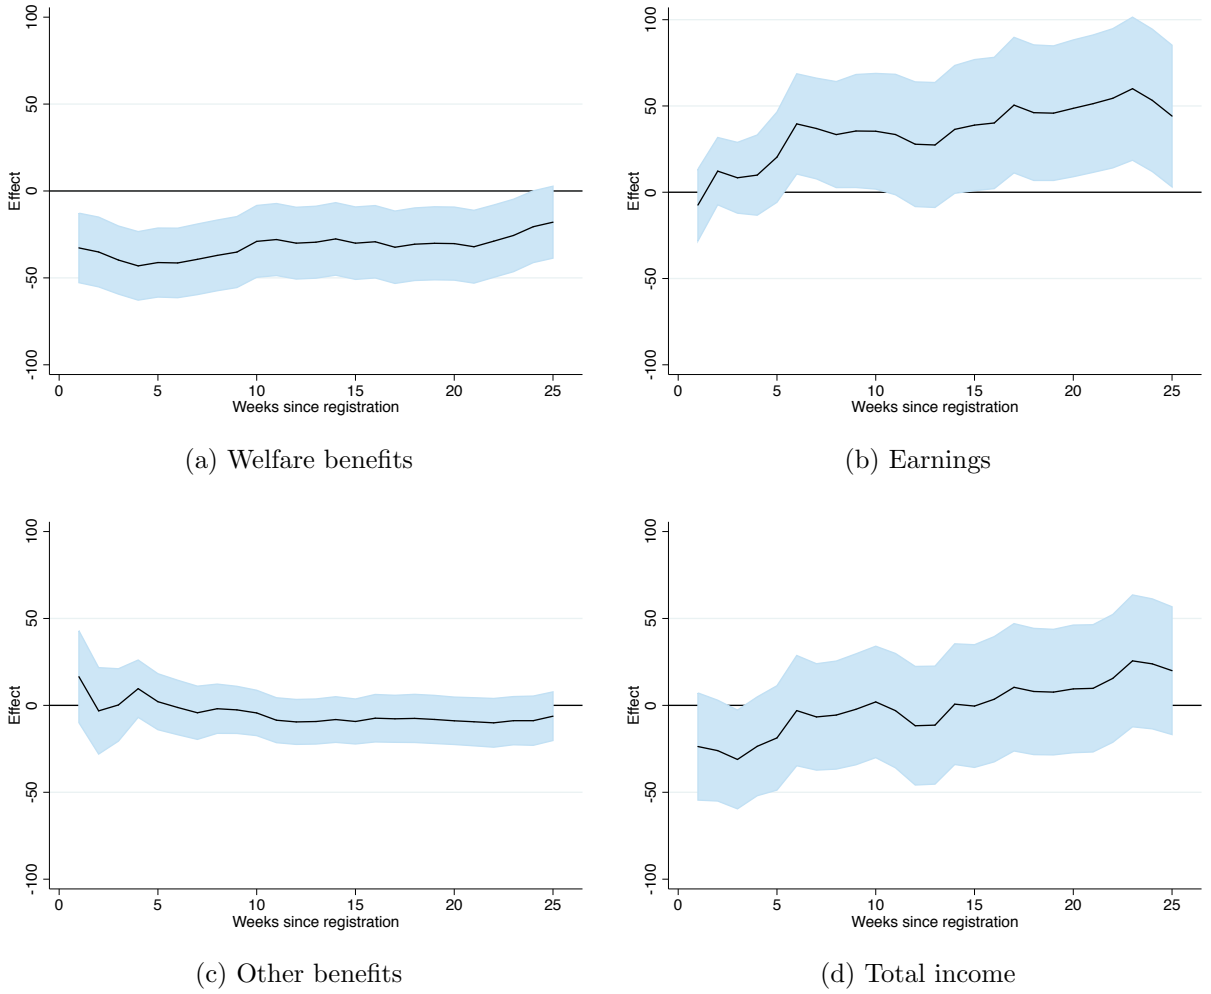 100
50
0
-50
-100
Effect
0 5 10 15 20 25
Weeks since registration
(a) Welfare benefits
100
50
0
-50
-100
Effect
0 5 10 15 20 25
Weeks since registration
(b) Earnings
100
50
0
-50
-100
Effect
0 5 10 15 20 25
Weeks since registration
(c) Other benefits
100
50
0
-50
-100
Effect
0 5 10 15 20 25
Weeks since registration
(d) Total income